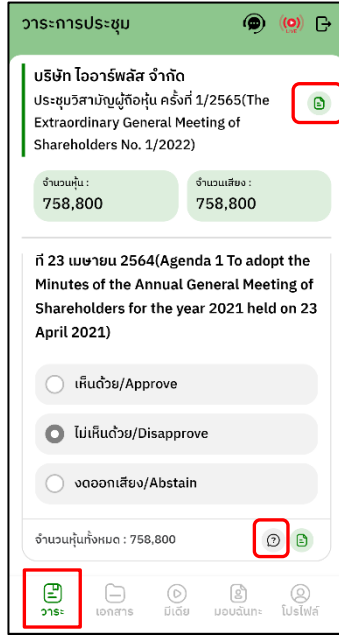 วาระการประชุม
LIVE
บริษัท ไออาร์พลัส จำกัด
ประชุมวิสามัญผู้ถือหุ้น ครั้งที่ 1/2565(The
Extraordinary General Meeting of
Shareholders No. 1/2022)
จำนวนหุ้น : จำนวนเสียง :
758,800 758,800
ที่ 23 เมษายน 2564(Agenda 1 To adopt the
Minutes of the Annual General Meeting of
Shareholders for the year 2021 held on 23
April 2021)
เห็นด้วย/Approve
ไม่เห็นด้วย/Disapprove
งดออกเสียง/Abstain
จำนวนหุ้นทั้งหมด : 758,800
วาระ เอกสาร มีเดีย มอบฉันทะ โปรไฟล์